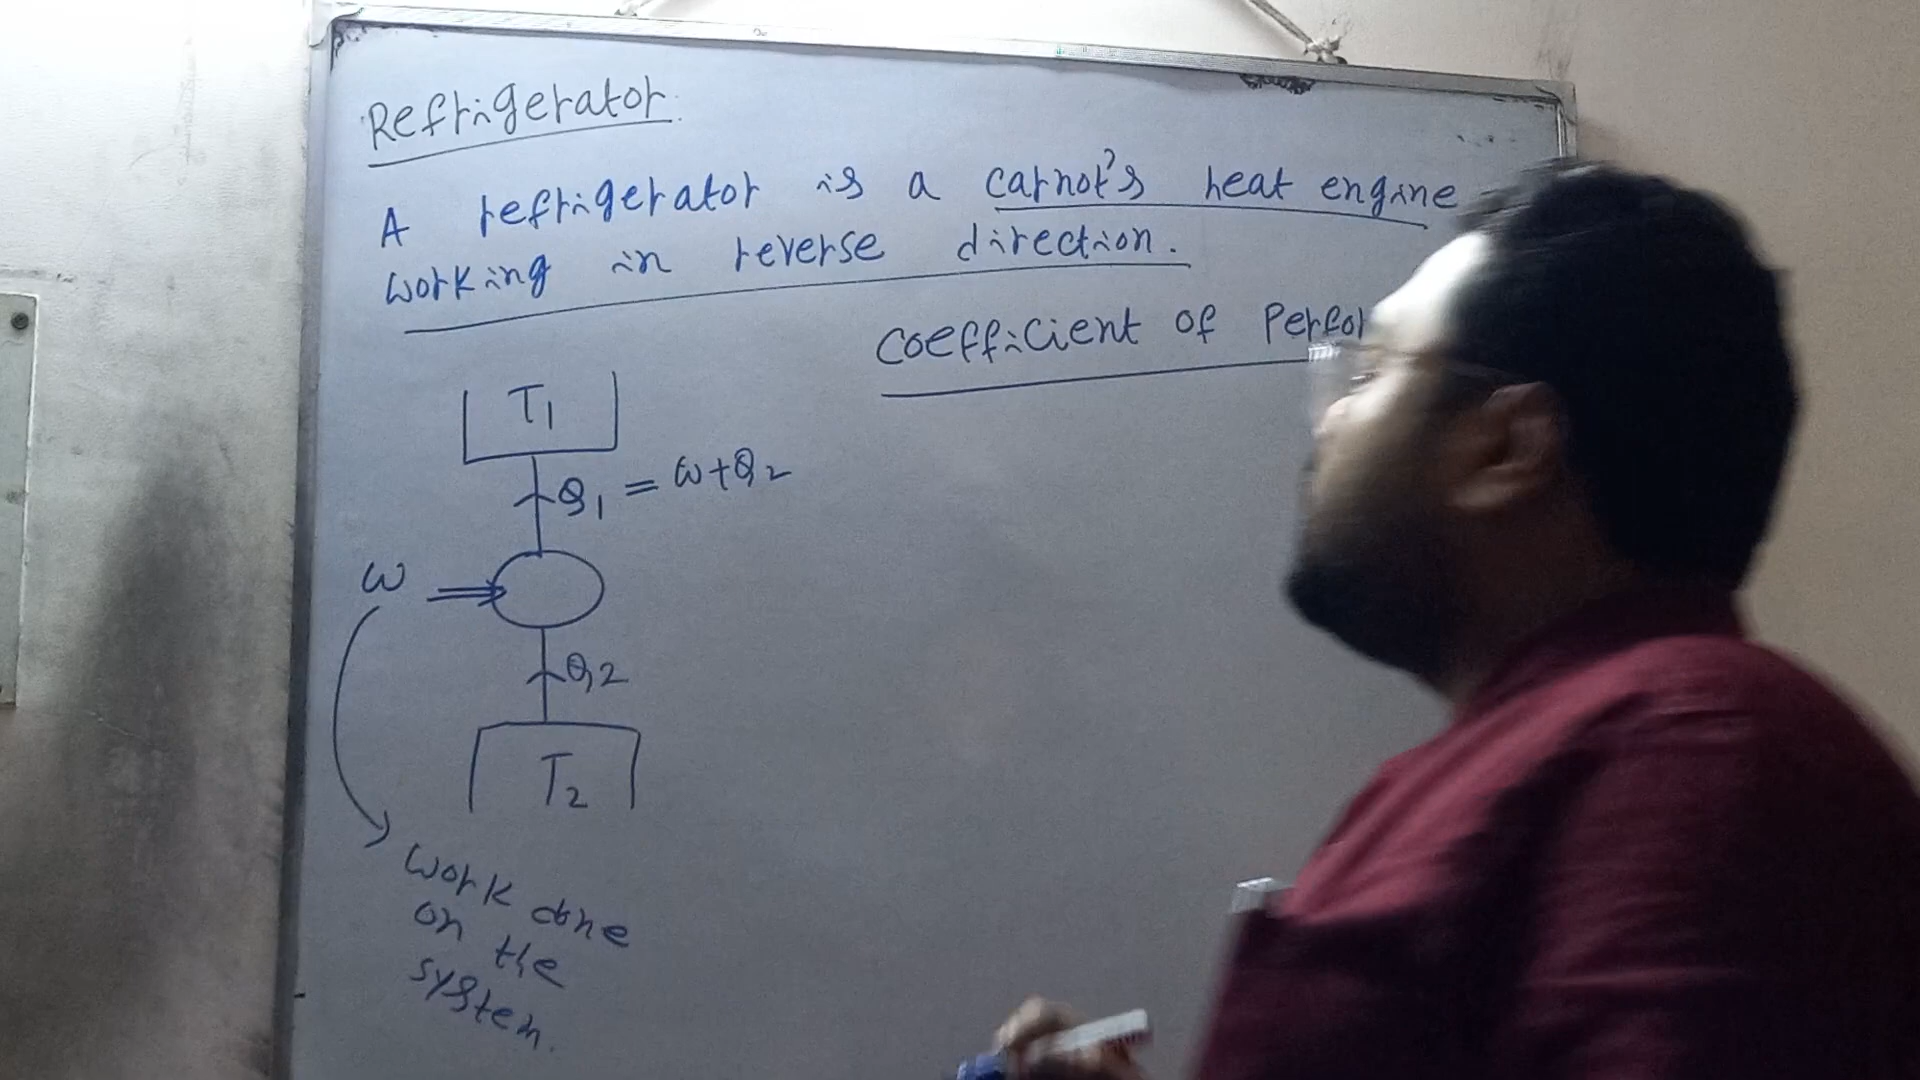 Refrigerator.
A refrigerator is a carnot's heat engine
working in reverse direction.
Coefficient of
T1
Q1 = W+Q2
W
Q2
T2
Work done
on the
system.